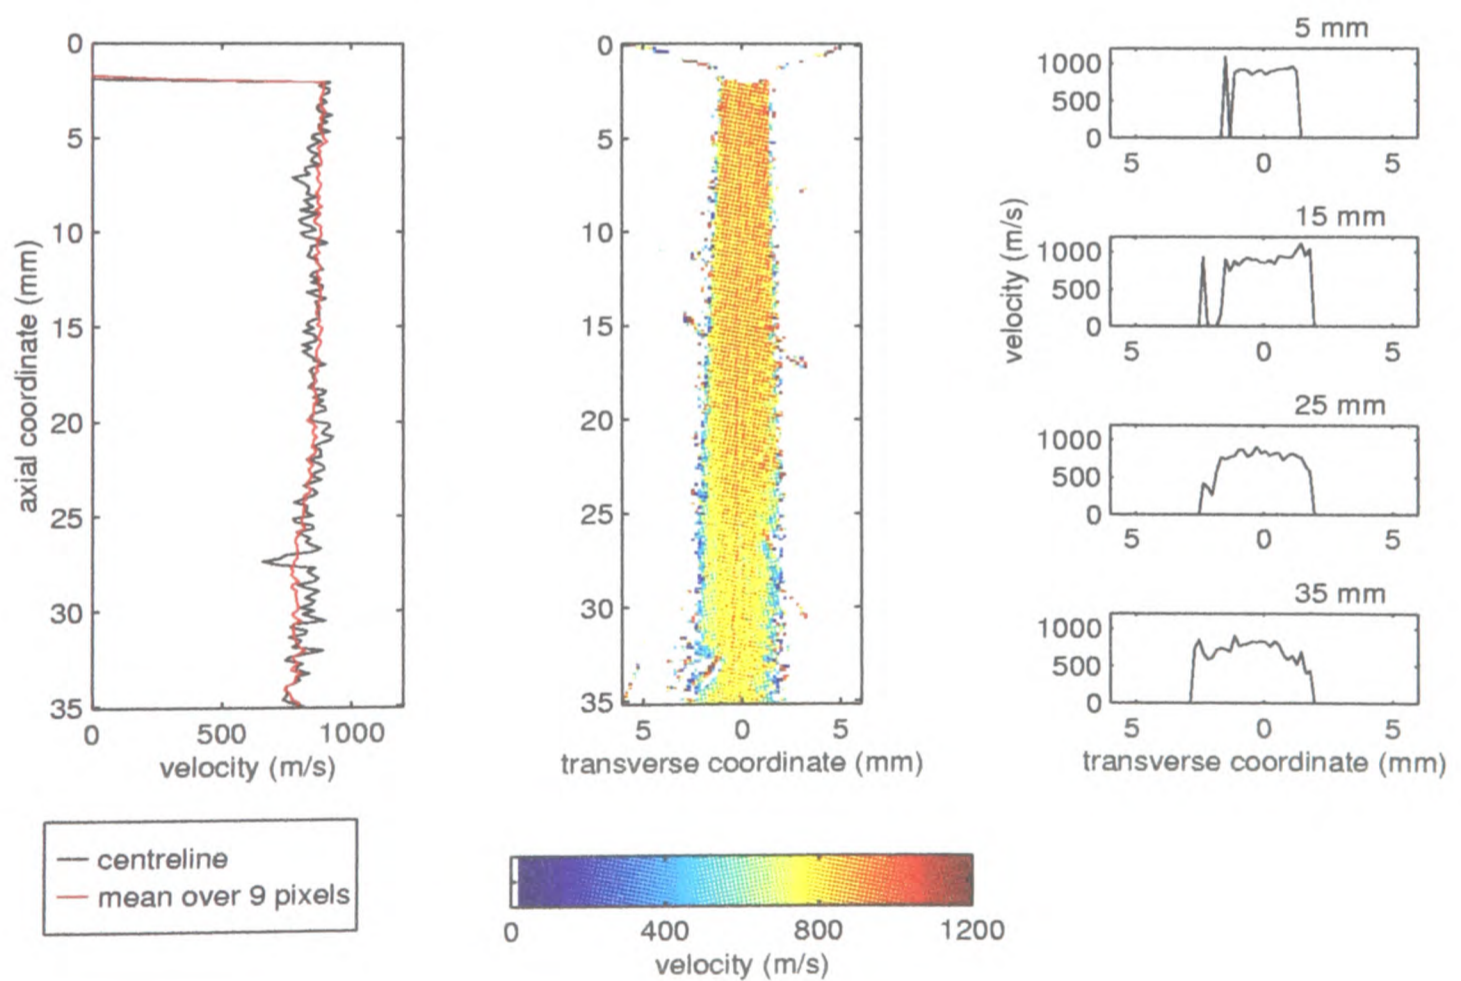 0
5
10
15
20
25
30
35
axial coordinate (mm)
0 500 1000
velocity (m/s)
centreline
mean over 9 pixels
0
5
10
15
20
25
30
35
5 0 5
transverse coordinate (mm)
0 400 800 1200
velocity (m/s)
velocity (m/s)
5 mm
1000
500
0
5 0 5
15 mm
1000
500
0
5 0 5
25 mm
1000
500
0
5 0 5
35 mm
1000
500
0
5 0 5
transverse coordinate (mm)